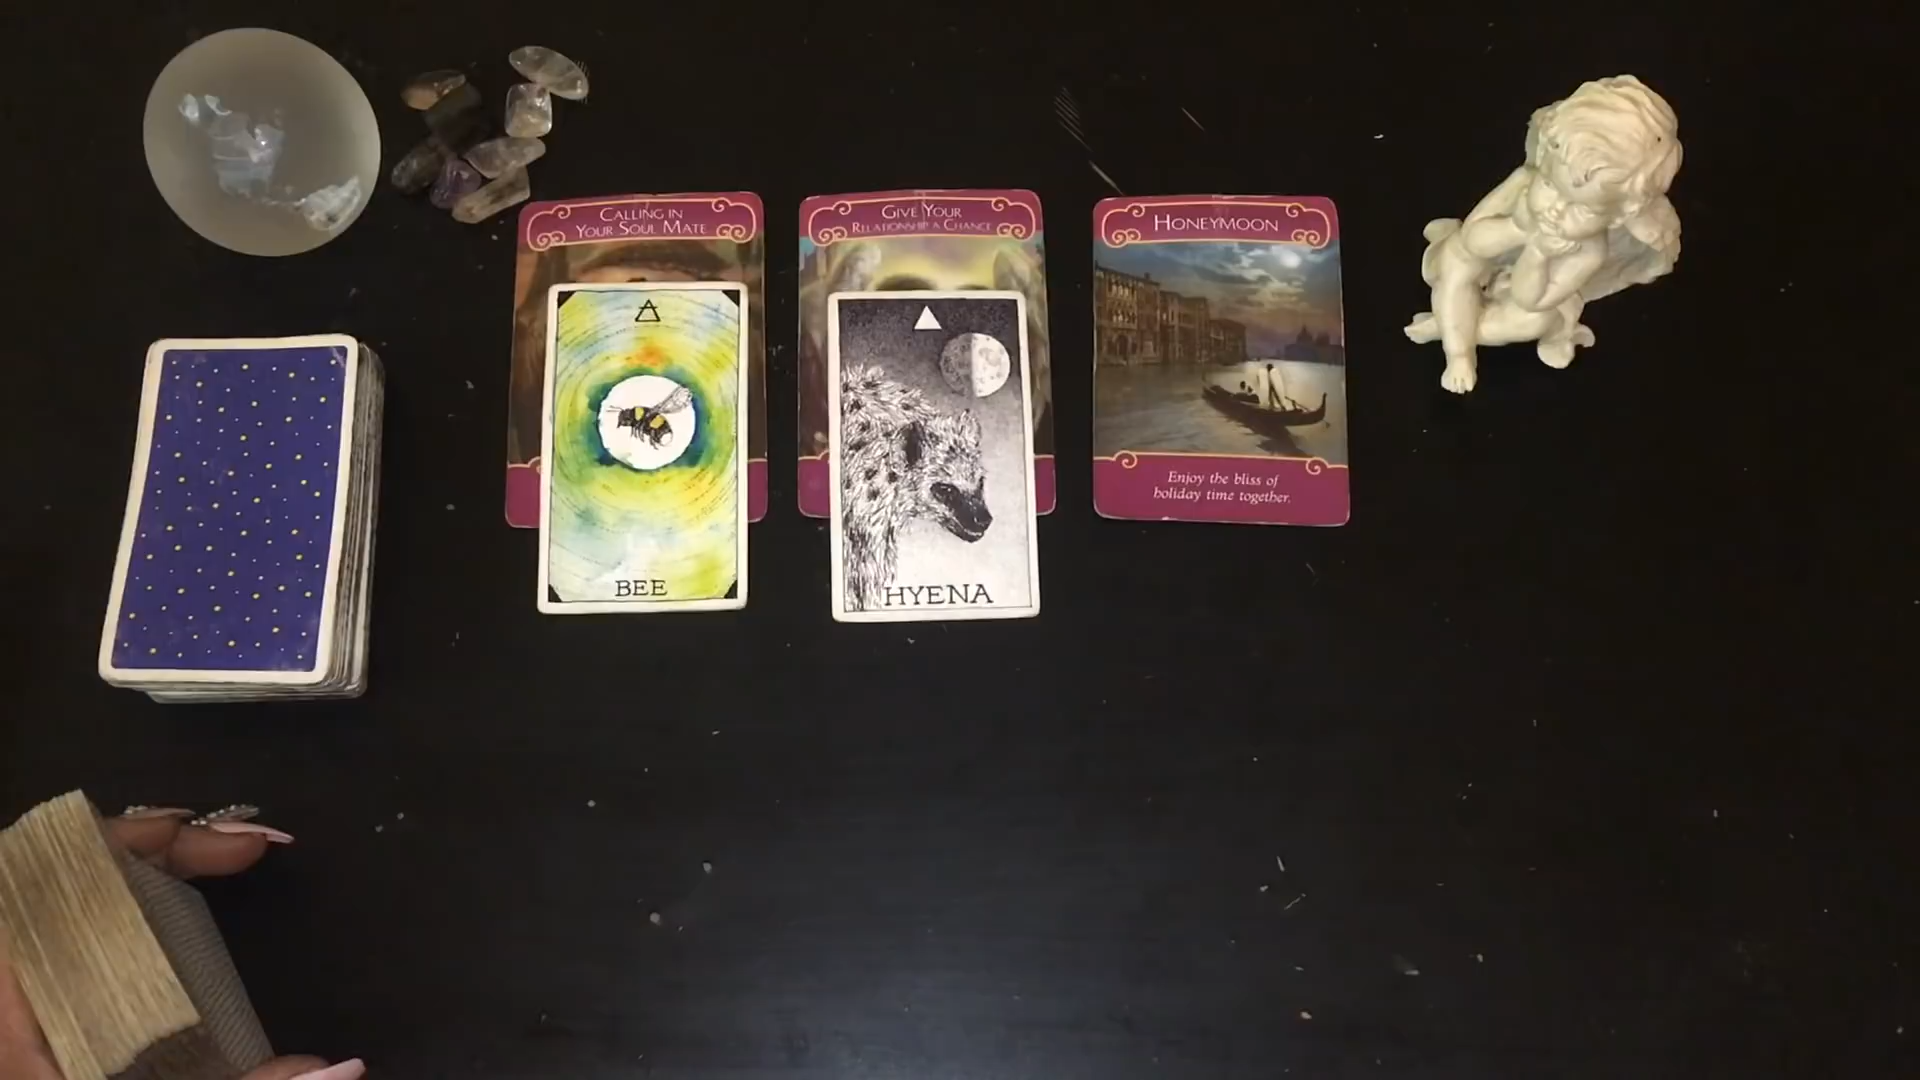 CALLING IN
YOUR SOUL MATE
GIVE YOUR
RELATIONSHIP A CHANCE
HONEYMOON
BEE
HYENA
Enjoy the bliss of
holiday time together.